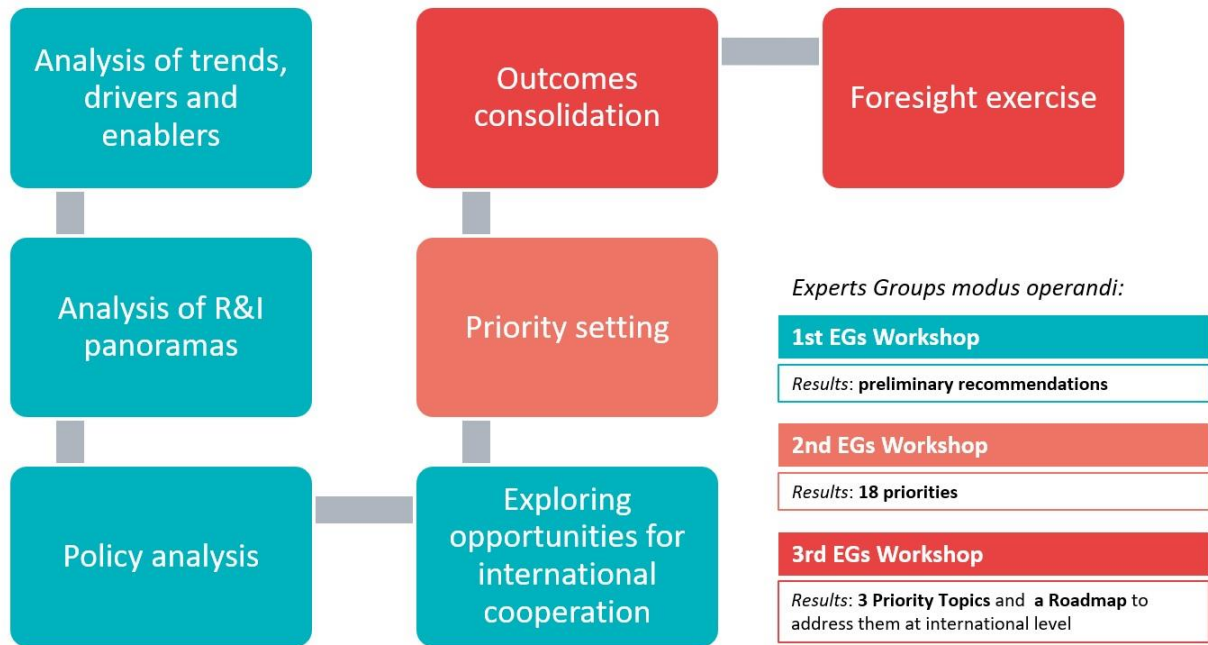 Analysis of trends,
drivers and
enablers
Analysis of R&I
panoramas
Policy analysis
Exploring
opportunities for
international
cooperation
Priority setting
Outcomes
consolidation
Foresight exercise
Experts Groups modus operandi:
1st EGs Workshop
Results: preliminary recommendations
2nd EGs Workshop
Results: 18 priorities
3rd EGs Workshop
Results: 3 Priority Topics and a Roadmap to
address them at international level